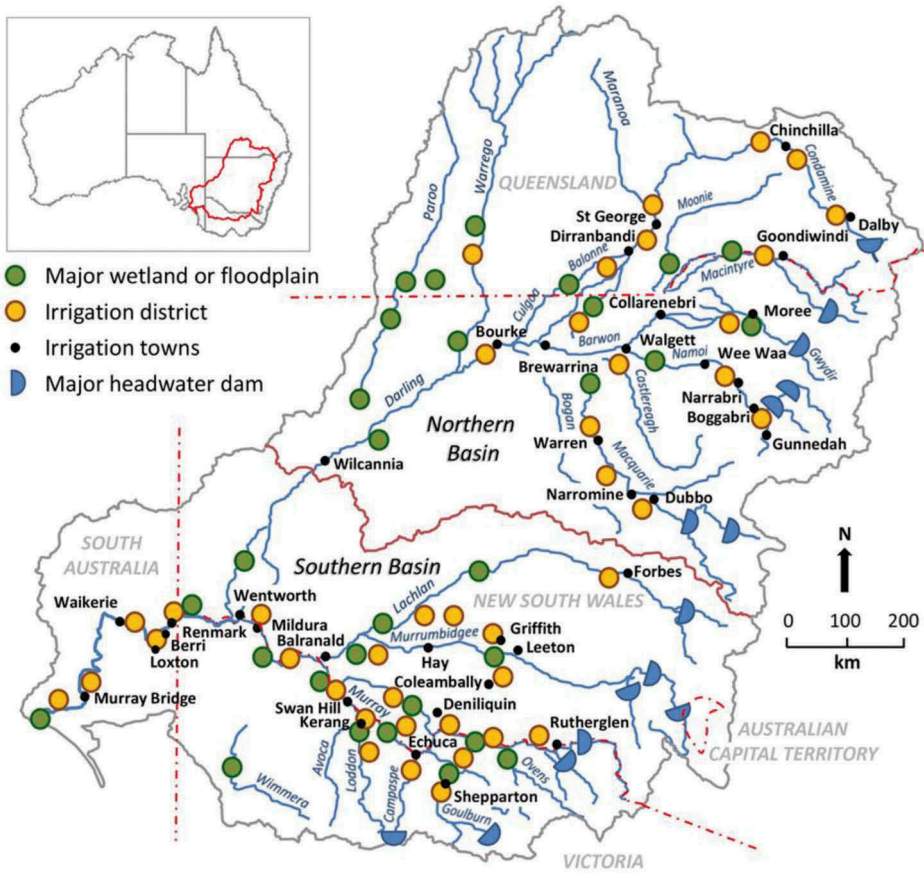 Major wetland or floodplain
Irrigation district
Irrigation towns
Major headwater dam
Paroo
Warrego
Maranoa
QUEENSLAND
Chinchilla
Condamine
Moonie
St George
Dirranbandi
Dalby
Goondiwindi
Balonne
Macintyre
Culgoa
Collarenebri
Moree
Bourke
Barwon
Walgett
Gwydir
Brewarrina
Namoi
Wee Waa
Darling
Castlereagh
Narrabri
Boggabri
Bogan
Northern
Basin
Warren
Gunnedah
Wilcannia
Macquarie
Narromine
Dubbo
SOUTH
AUSTRALIA
Southern Basin
N
Forbes
Lachlan
NEW SOUTH WALES
Waikerie
Wentworth
0 100 200
km
Renmark
Mildura
Murrumbidgee
Griffith
Berri
Balranald
Leeton
Loxton
Hay
Coleambally
Murray Bridge
Murray
Swan Hill
Deniliquin
Kerang
Rutherglen
AUSTRALIAN
CAPITAL TERRITORY
Echuca
Avoca
Loddon
Ovens
Wimmera
Campaspe
Shepparton
Goulburn
VICTORIA